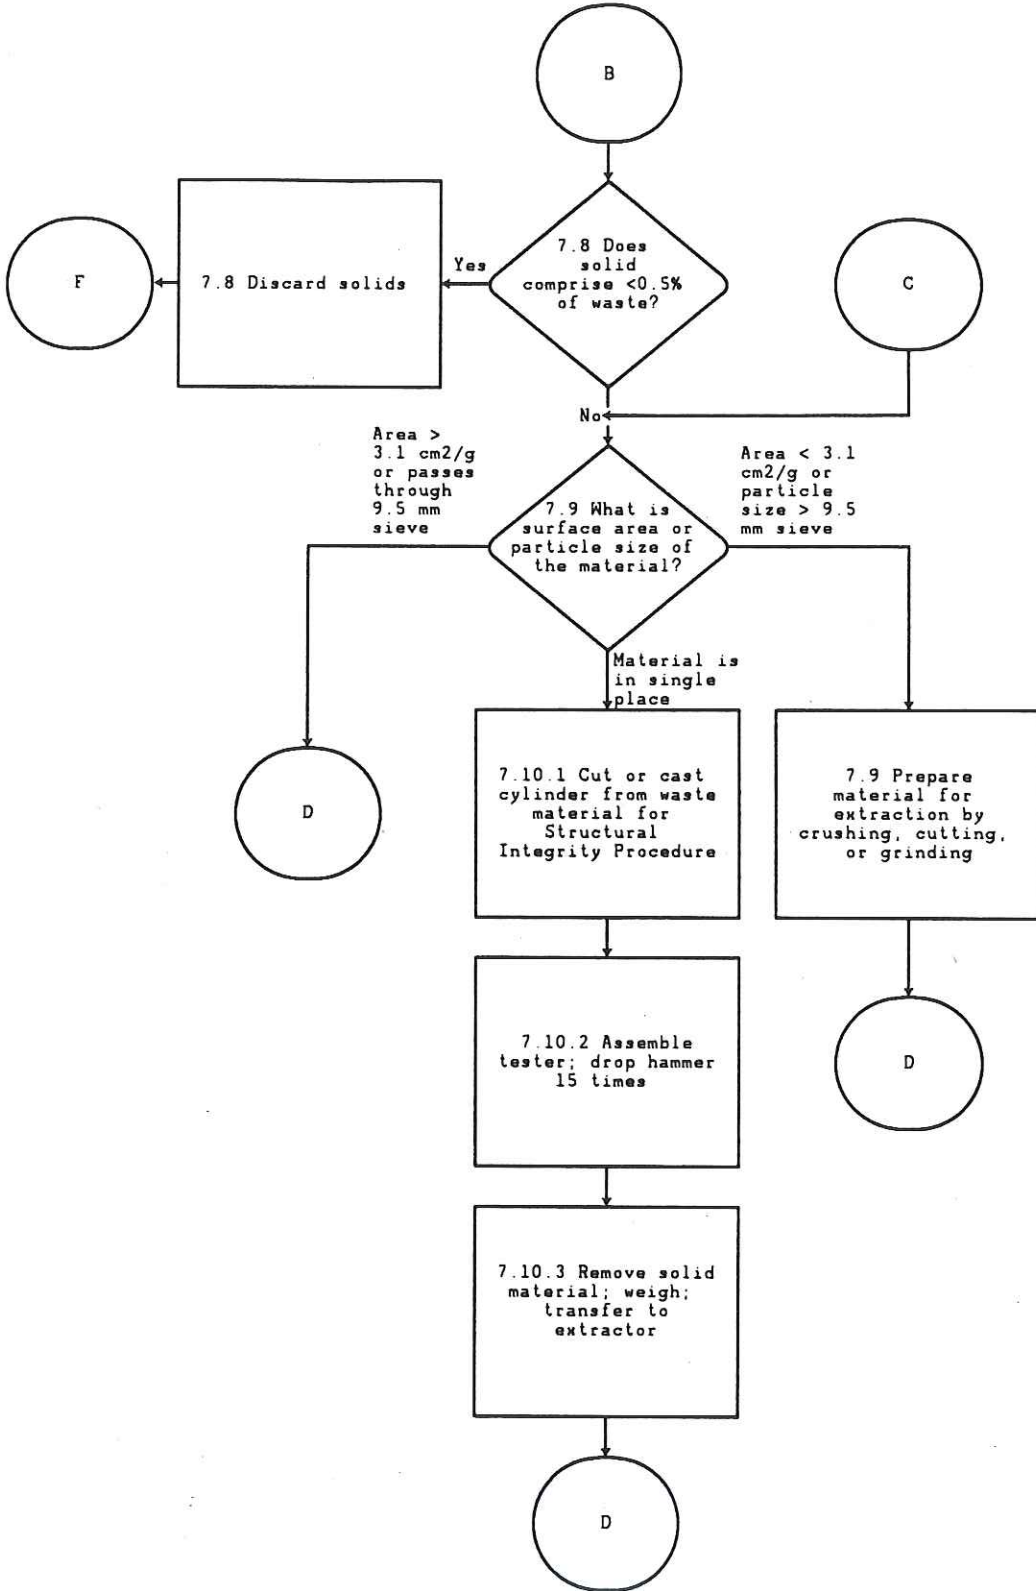 B
7.8 Does
solid
comprise <0.5%
of waste?
Yes
7.8 Discard solids
F
C
No
Area >
3.1 cm2/g
or passes
through
9.5 mm
sieve
7.9 What is
surface area or
particle size of
the material?
Area < 3.1
cm2/g or
particle
size > 9.5
mm sieve
Material is
in single
place
D
7.10.1 Cut or cast
cylinder from waste
material for
Structural
Integrity Procedure
7.9 Prepare
material for
extraction by
crushing, cutting,
or grinding
7.10.2 Assemble
tester; drop hammer
15 times
D
7.10.3 Remove solid
material; weigh;
transfer to
extractor
D